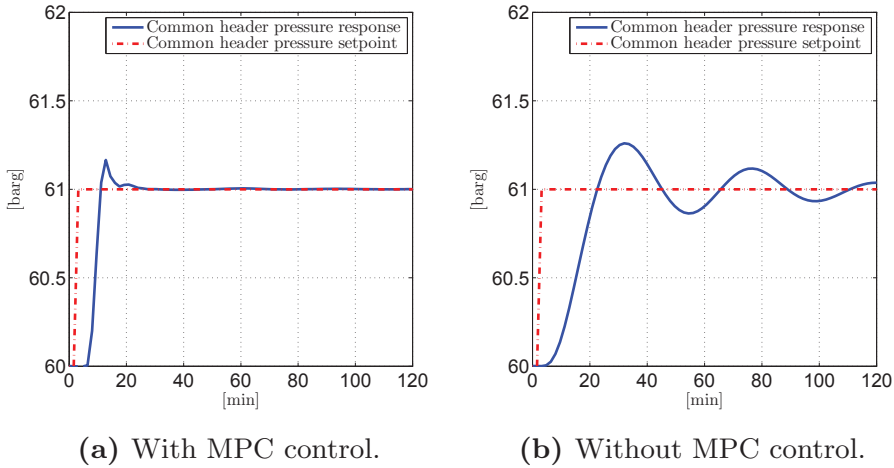 62
Common header pressure response
Common header pressure setpoint
61.5
[barg]
61
60.5
60
0
20
40
60
80
100
120
[min]
(a) With MPC control.
62
Common header pressure response
Common header pressure setpoint
61.5
[barg]
61
60.5
60
0
20
40
60
80
100
120
[min]
(b) Without MPC control.